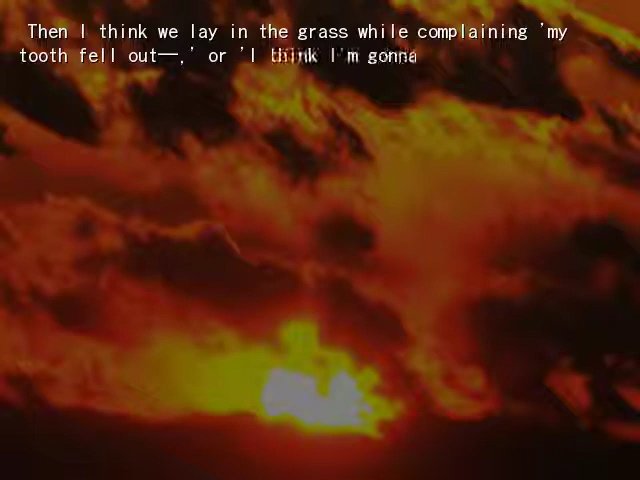 Then I think we lay in the grass while complaining 'my
tooth fell out─,' or 'I think I'm gonna